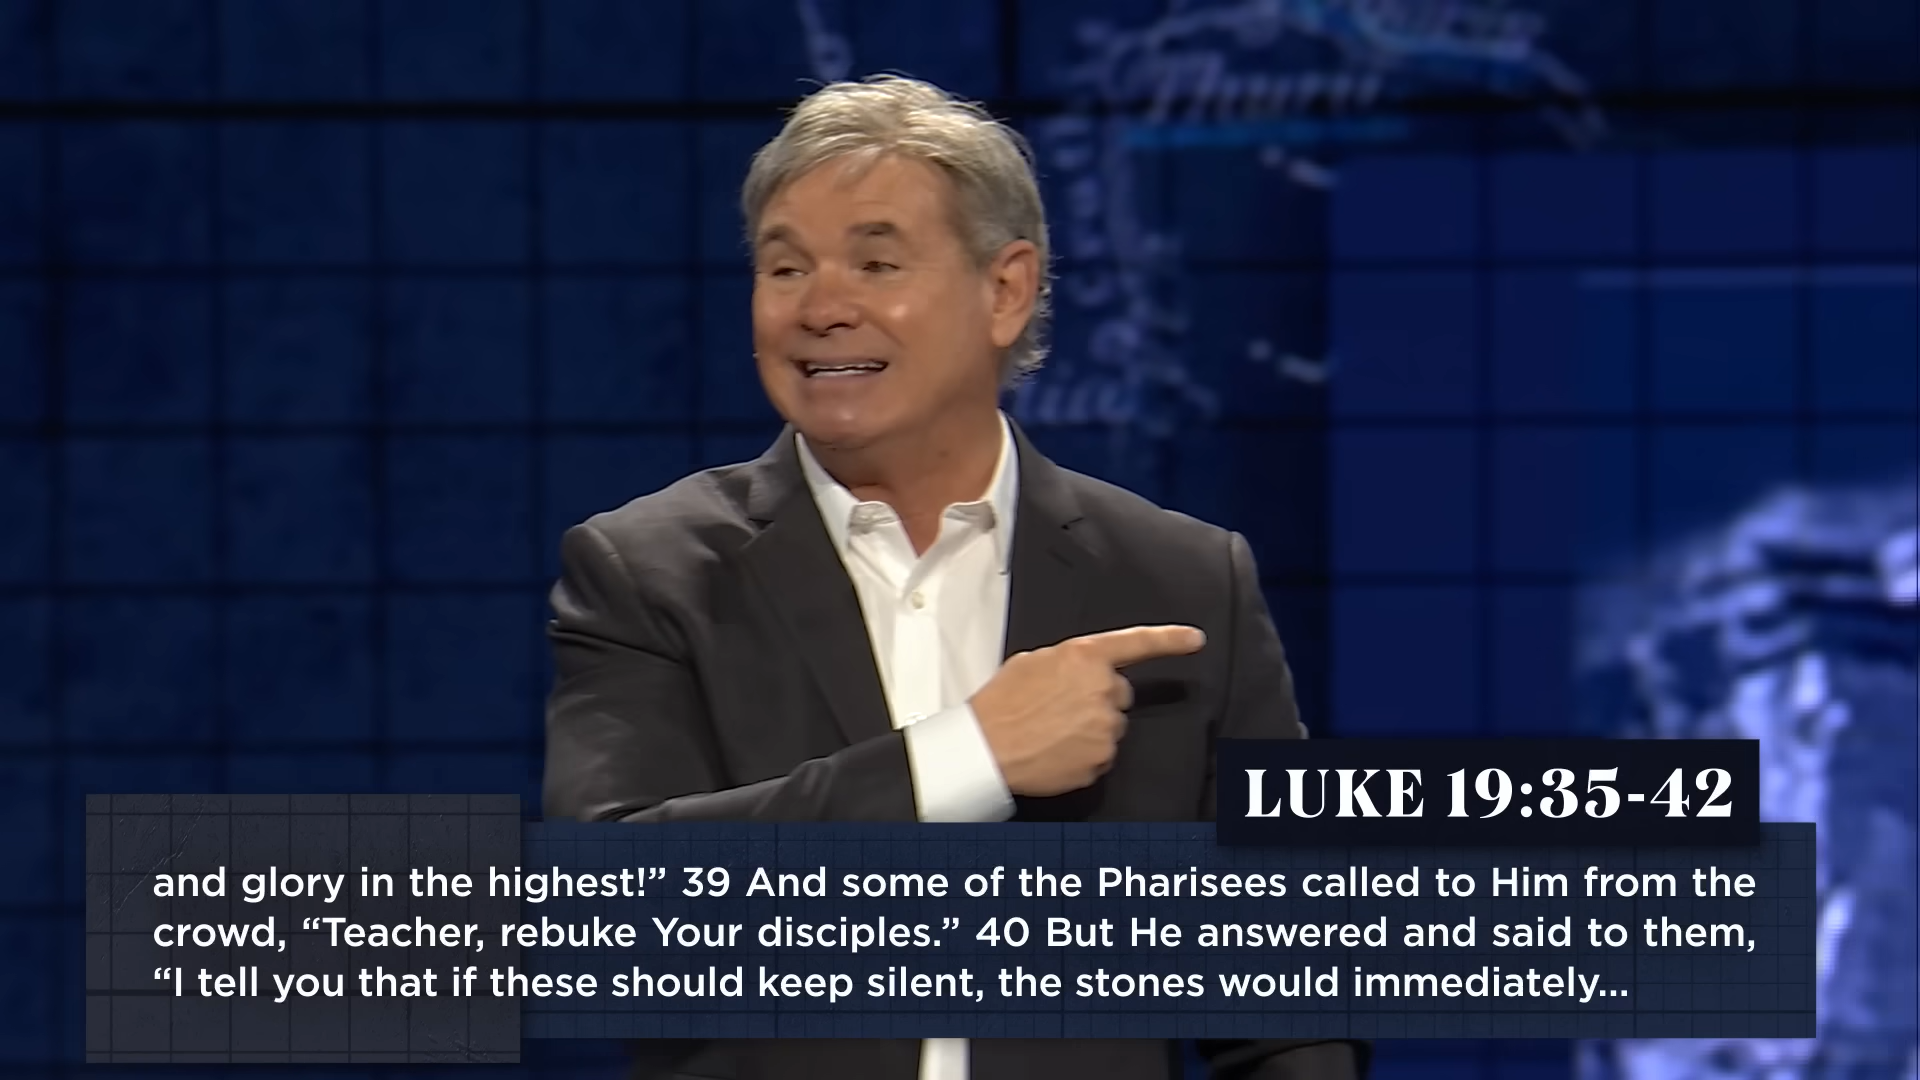 LUKE 19:35-42
and glory in the highest!” 39 And some of the Pharisees called to Him from the
crowd, “Teacher, rebuke Your disciples.” 40 But He answered and said to them,
“I tell you that if these should keep silent, the stones would immediately...